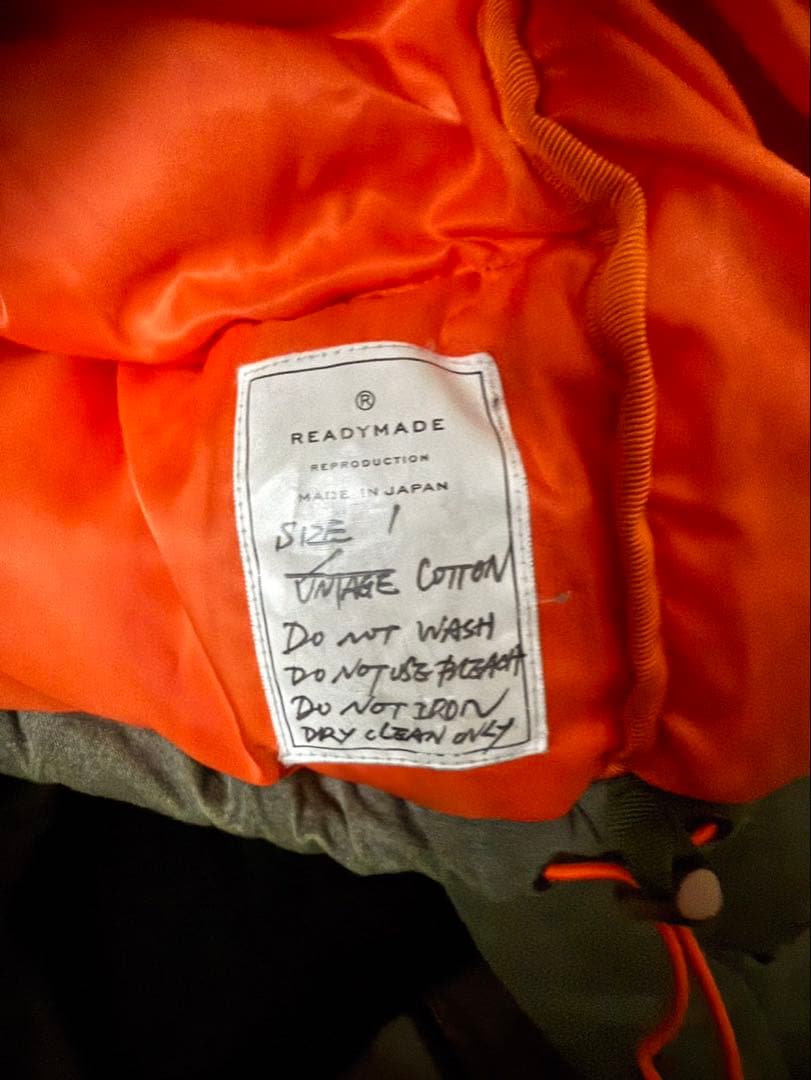 ®
READYMADE
REPRODUCTION
MADE IN JAPAN
SIZE 1
VINTAGE COTTON
DO NOT WASH
DO NOT USE BLEACH
DO NOT IRON
DRY CLEAN ONLY